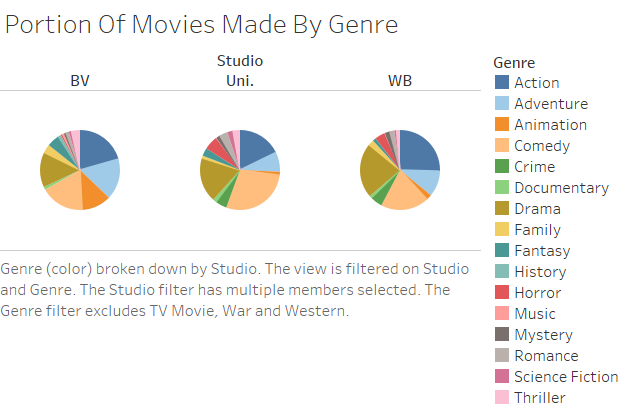 Portion Of Movies Made By Genre
Studio
BV
Uni.
WB
Genre (color) broken down by Studio. The view is filtered on Studio
and Genre. The Studio filter has multiple members selected. The
Genre filter excludes TV Movie, War and Western.
Genre
Action
Adventure
Animation
Comedy
Crime
Documentary
Drama
Family
Fantasy
History
Horror
Music
Mystery
Romance
Science Fiction
Thriller